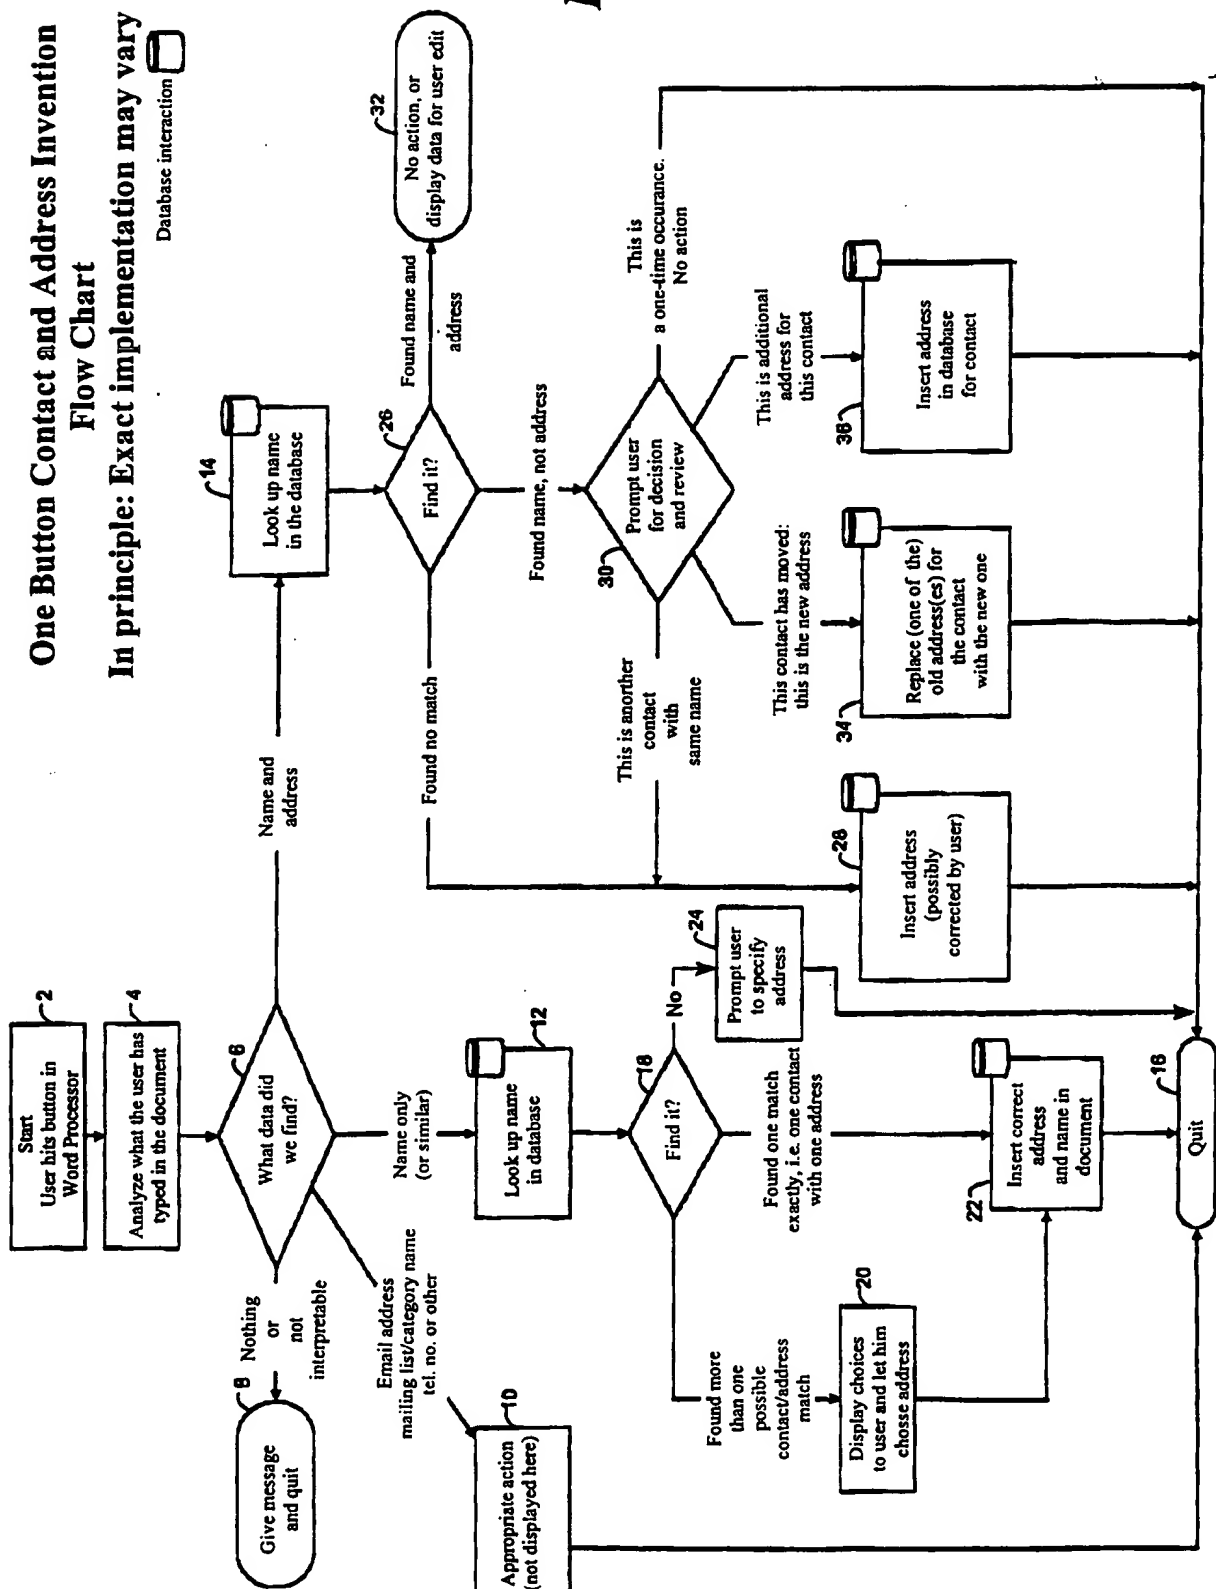 One Button Contact and Address Invention
Flow Chart
In principle: Exact implementation may vary
Database interaction
Start
User hits button in
Word Processor
2
Analyze what the user has
typed in the document
4
What data did
we find?
6
Nothing
or
not
interpretable
8
Give message
and quit
Email address
mailing list/category name
tel. no. or other
10
Appropriate action
(not displayed here)
Name only
(or similar)
12
Look up name
in database
18
Find it?
No
24
Prompt user
to specify
address
Found one match
exactly, i.e. one contact
with one address
Found more
than one
possible
contact/address
match
20
Display choices
to user and let him
chosse address
22
Insert correct
address
and name in
document
16
Quit
Name and
address
14
Look up name
in the database
26
Find it?
Found name and
address
32
No action, or
display data for user edit
Found no match
Found name, not address
30
Prompt user
for decision
and review
This is anorther
contact
with
same name
This contact has moved:
this is the new address
This is additional
address for
this contact
This is
a one-time occurance.
No action
28
Insert address
(possibly
corrected by user)
34
Replace (one of the)
old address(es) for
the contact
with the new one
36
Insert address
in database
for contact